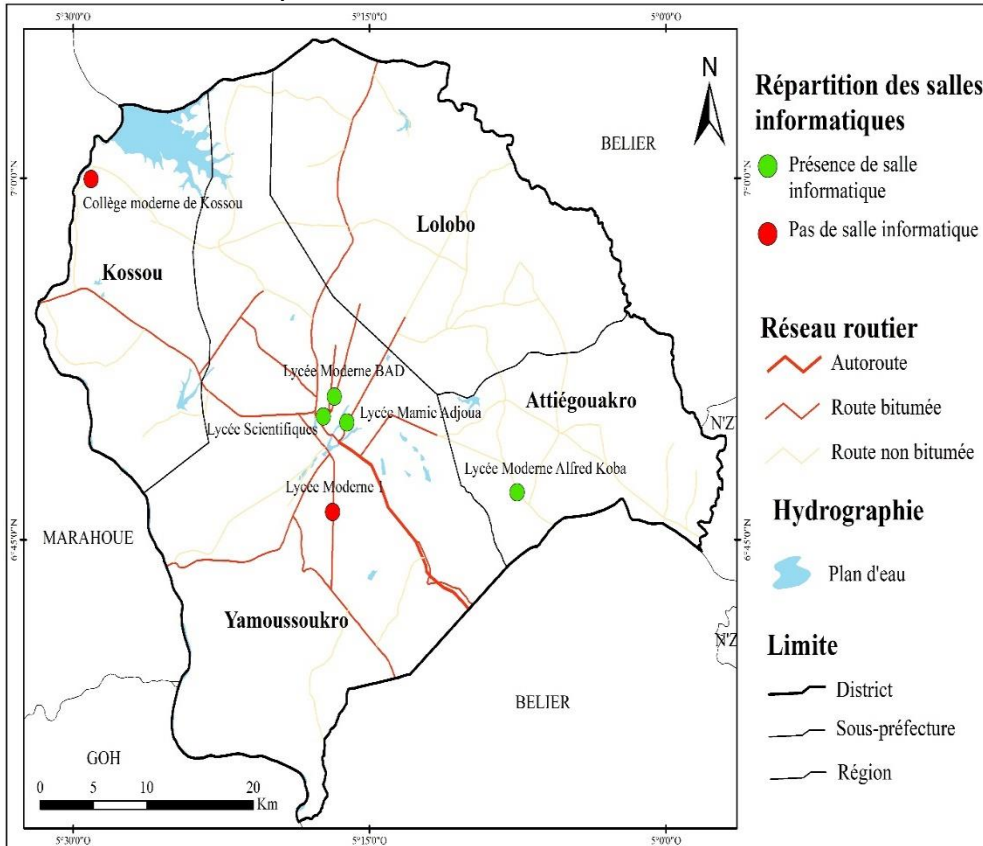 5°30'0"O
5°15'0"O
5°0'0"O
N
7°0'0"N
7°0'0"N
BELIER
Collège moderne de Kossou
Lolobo
Kossou
Lycée Moderne BAD
Lycée Scientifiques
Lycée Mamie Adjoua
Attiégouakro
N'Z
Lycée Moderne Alfred Koba
Lycée Moderne 1
6°45'0"N
6°45'0"N
MARAHOUE
Yamoussoukro
N'Z
BELIER
GOH
0 5 10 20
Km
5°30'0"O
5°15'0"O
5°0'0"O
Répartition des salles
informatiques
Présence de salle
informatique
Pas de salle informatique
Réseau routier
Autoroute
Route bitumée
Route non bitumée
Hydrographie
Plan d'eau
Limite
District
Sous-préfecture
Région